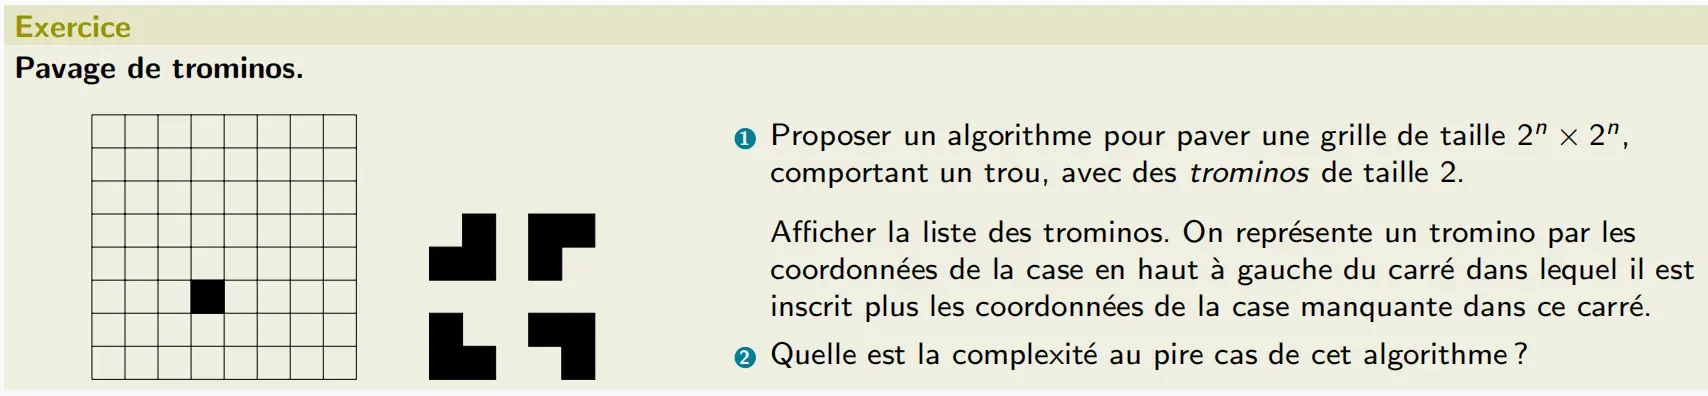 Exercice
Pavage de trominos.
1 Proposer un algorithme pour paver une grille de taille 2ⁿ × 2ⁿ,
comportant un trou, avec des trominos de taille 2.
Afficher la liste des trominos. On représente un tromino par les
coordonnées de la case en haut à gauche du carré dans lequel il est
inscrit plus les coordonnées de la case manquante dans ce carré.
2 Quelle est la complexité au pire cas de cet algorithme ?